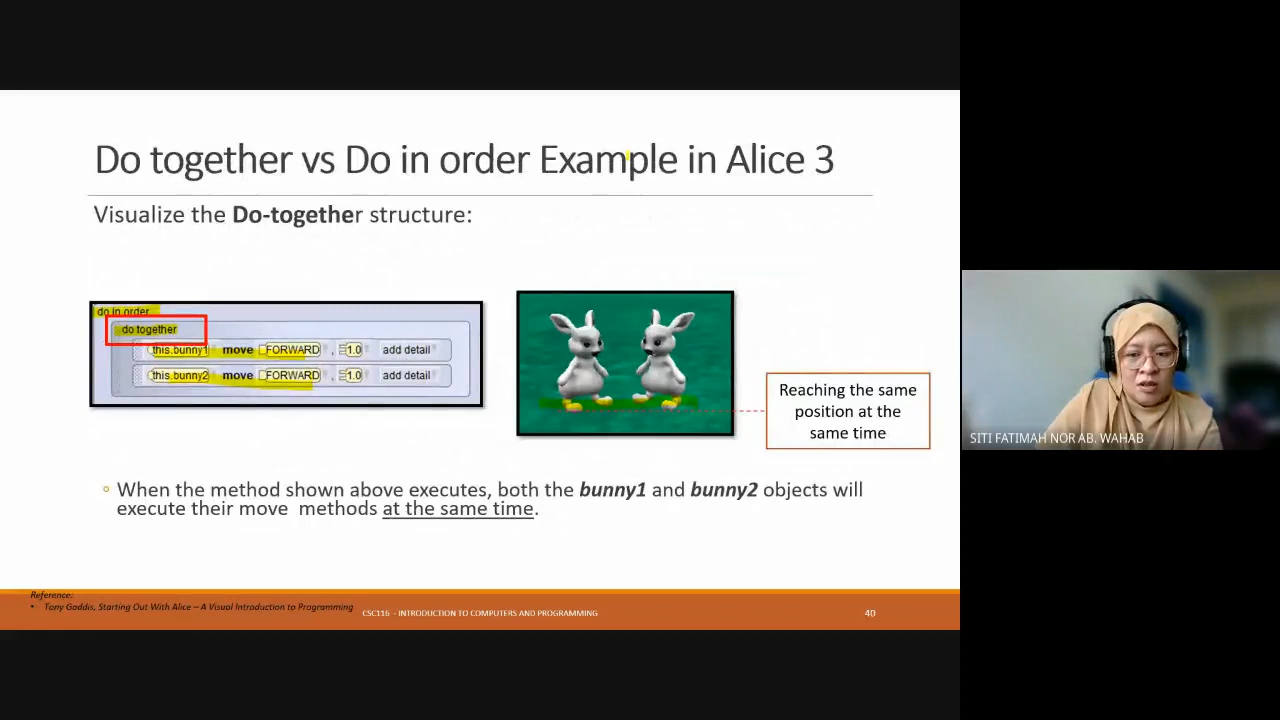 Do together vs Do in order Example in Alice 3
Visualize the Do-together structure:
do in order
do together
this.bunny1 move FORWARD , 1.0 add detail
this.bunny2 move FORWARD , 1.0 add detail
Reaching the same
position at the
same time
SITI FATIMAH NOR AB. WAHAB
◦ When the method shown above executes, both the bunny1 and bunny2 objects will
execute their move methods at the same time.
Reference:
• Tony Gaddis, Starting Out With Alice – A Visual Introduction to Programming
CSC116 - INTRODUCTION TO COMPUTERS AND PROGRAMMING
40